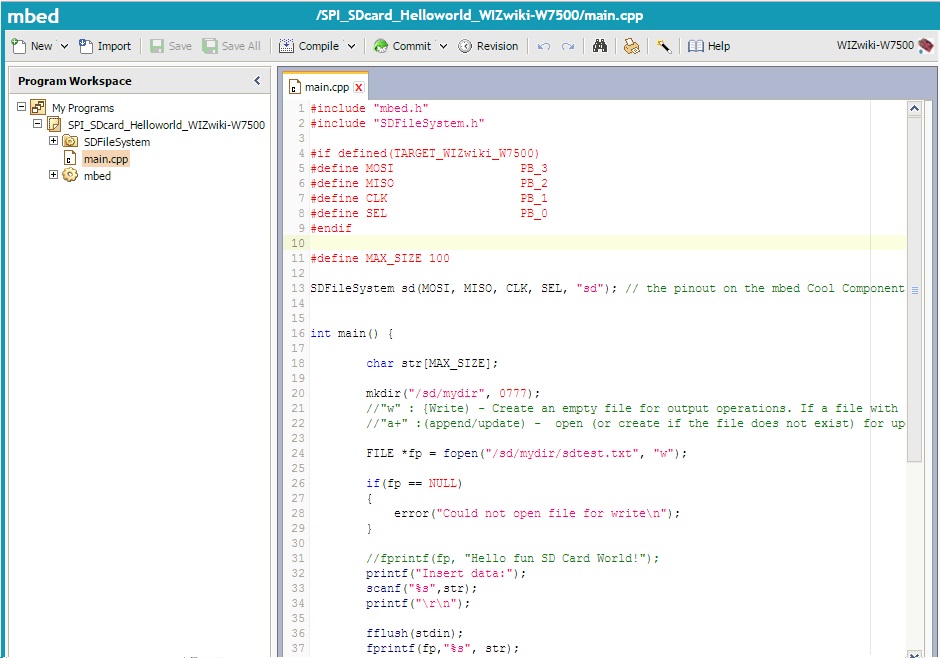 mbed
/SPI_SDcard_Helloworld_WIZwiki-W7500/main.cpp
New Import Save Save All Compile Commit Revision Help WIZwiki-W7500
Program Workspace
My Programs
SPI_SDcard_Helloworld_WIZwiki-W7500
SDFileSystem
main.cpp
mbed
main.cpp
1 #include "mbed.h"
2 #include "SDFileSystem.h"
3
4 #if defined(TARGET_WIZwiki_W7500)
5 #define MOSI PB_3
6 #define MISO PB_2
7 #define CLK PB_1
8 #define SEL PB_0
9 #endif
10
11 #define MAX_SIZE 100
12
13 SDFileSystem sd(MOSI, MISO, CLK, SEL, "sd"); // the pinout on the mbed Cool Component
14
15
16 int main() {
17
18 char str[MAX_SIZE];
19
20 mkdir("/sd/mydir", 0777);
21 //"w" : {Write) - Create an empty file for output operations. If a file with
22 //"a+" :(append/update) - open (or create if the file does not exist) for up
23
24 FILE *fp = fopen("/sd/mydir/sdtest.txt", "w");
25
26 if(fp == NULL)
27 {
28 error("Could not open file for write\n");
29 }
30
31 //fprintf(fp, "Hello fun SD Card World!");
32 printf("Insert data:");
33 scanf("%s",str);
34 printf("\r\n");
35
36 fflush(stdin);
37 fprintf(fp,"%s", str);